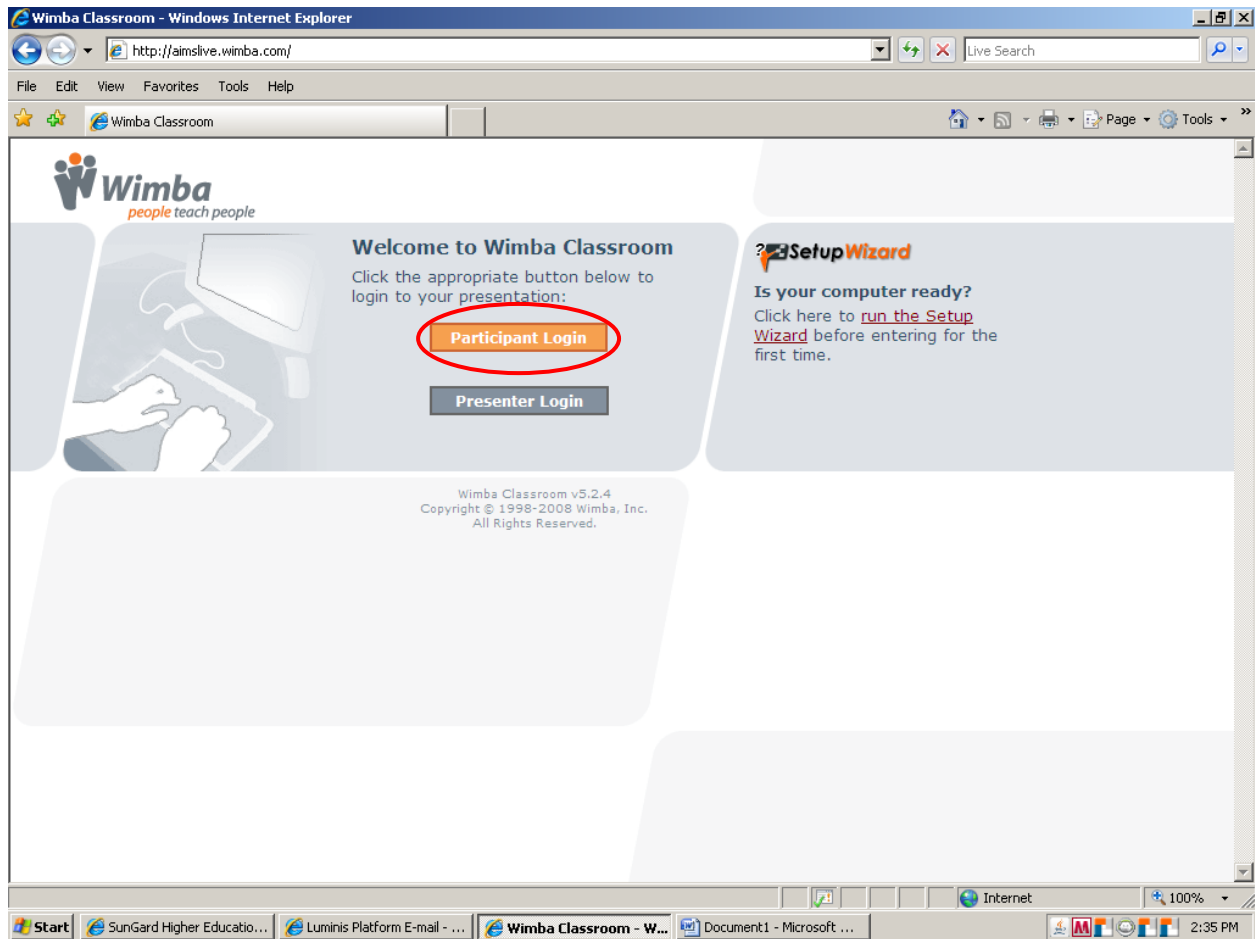 Wimba Classroom - Windows Internet Explorer
http://aimslive.wimba.com/
Live Search
File Edit View Favorites Tools Help
Wimba Classroom
Page Tools »
Wimba
people teach people
Welcome to Wimba Classroom
Click the appropriate button below to
login to your presentation:
Participant Login
Presenter Login
?SetupWizard
Is your computer ready?
Click here to run the Setup
Wizard before entering for the
first time.
Wimba Classroom v5.2.4
Copyright © 1998-2008 Wimba, Inc.
All Rights Reserved.
Internet 100%
Start SunGard Higher Educatio... Luminis Platform E-mail - ... Wimba Classroom - W... Document1 - Microsoft ... M 2:35 PM